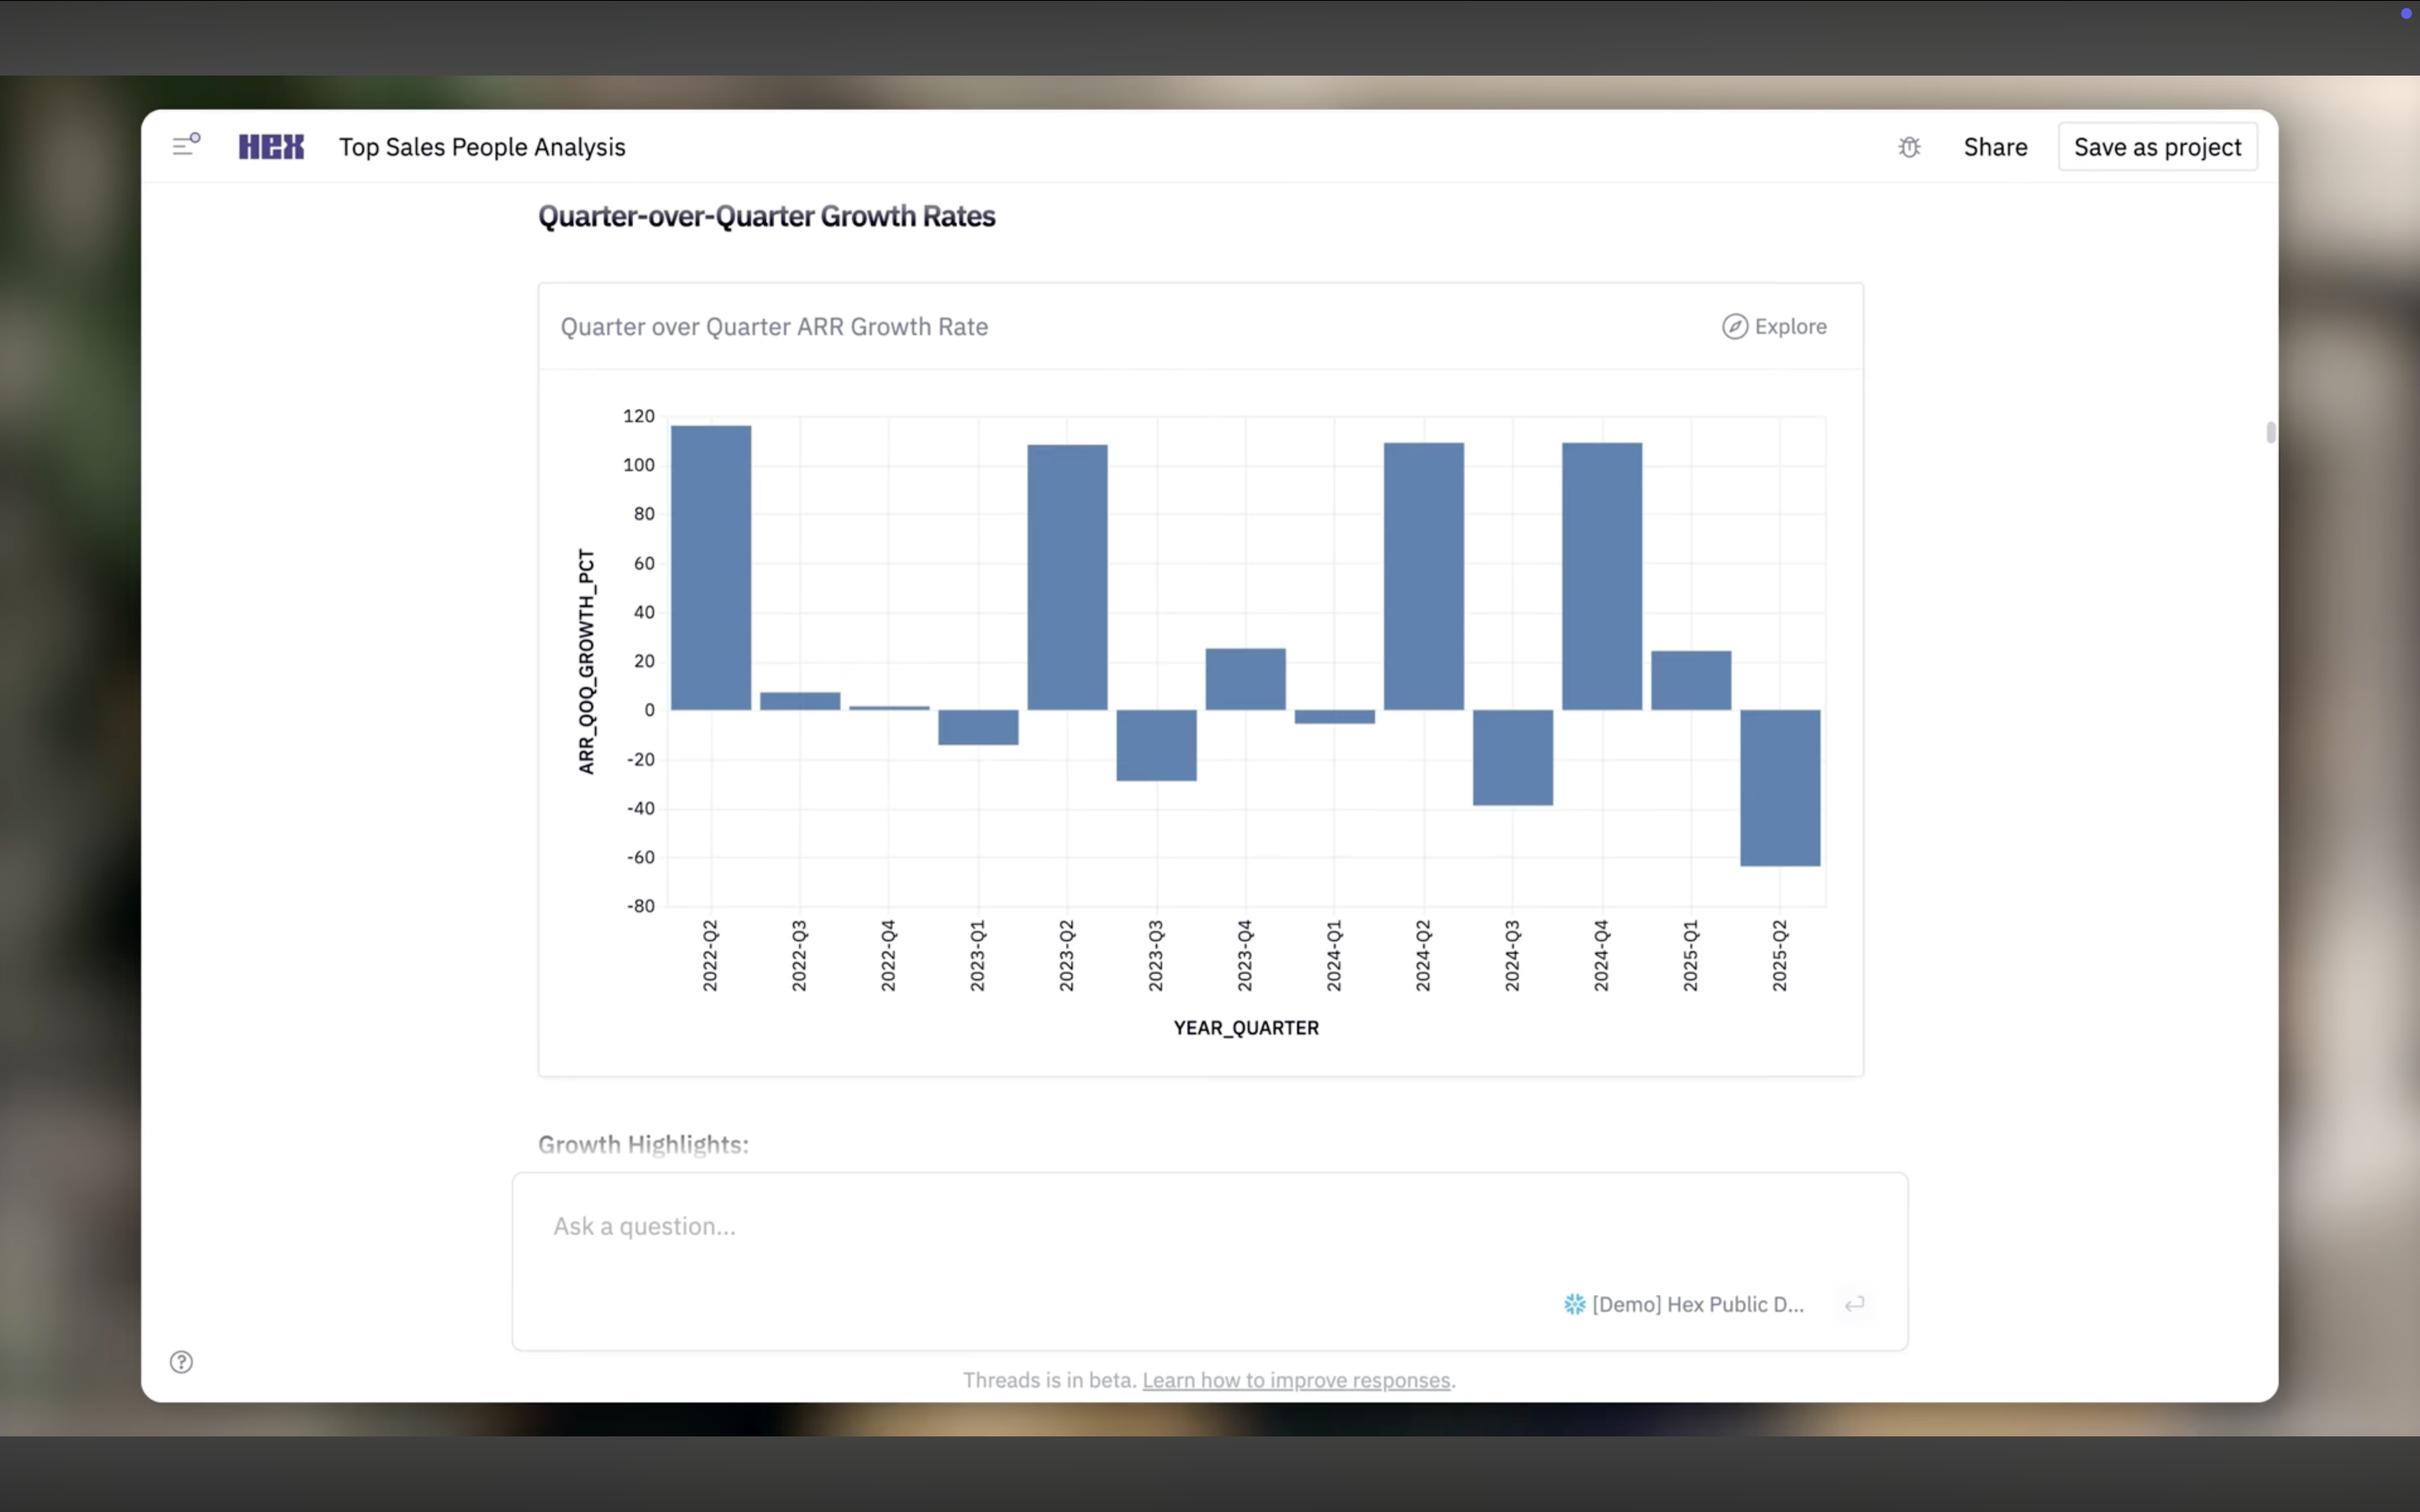 HEX Top Sales People Analysis Share Save as project
Quarter-over-Quarter Growth Rates
Quarter over Quarter ARR Growth Rate Explore
120
100
80
60
40
20
0
-20
-40
-60
-80
ARR_QOQ_GROWTH_PCT
2022-Q2 2022-Q3 2022-Q4 2023-Q1 2023-Q2 2023-Q3 2023-Q4 2024-Q1 2024-Q2 2024-Q3 2024-Q4 2025-Q1 2025-Q2
YEAR_QUARTER
Growth Highlights:
Ask a question...
[Demo] Hex Public D...
Threads is in beta. Learn how to improve responses.